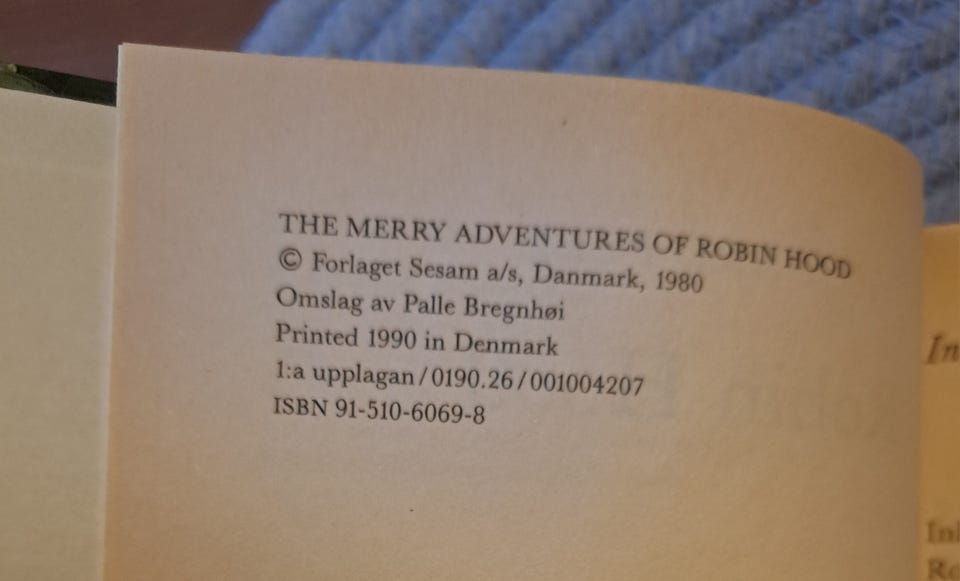 THE MERRY ADVENTURES OF ROBIN HOOD
© Forlaget Sesam a/s, Danmark, 1980
Omslag av Palle Bregnhøi
Printed 1990 in Denmark
1:a upplagan/0190.26/001004207
ISBN 91-510-6069-8